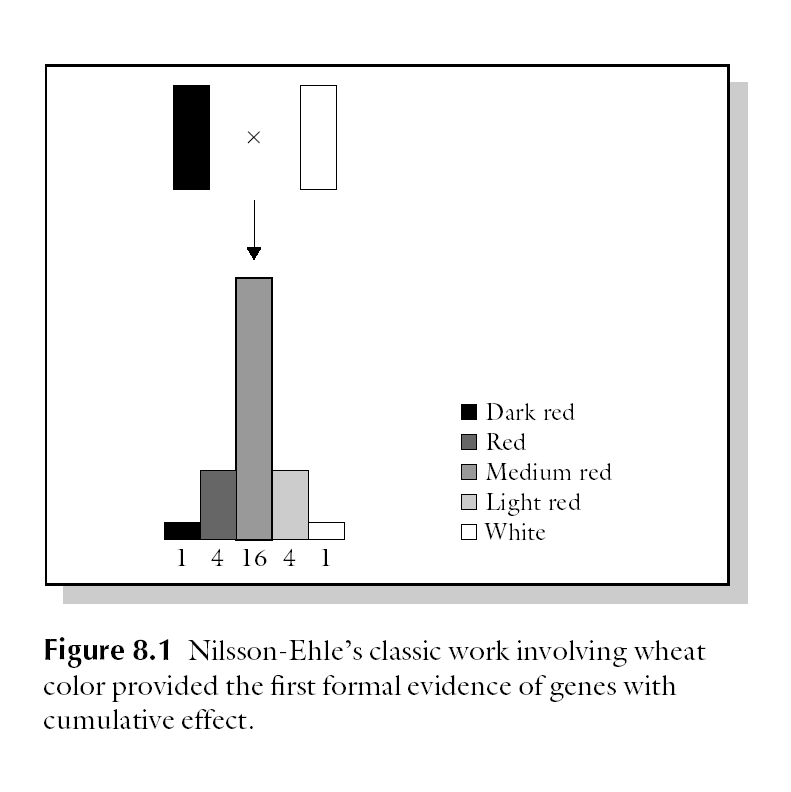 ×
Dark red
Red
Medium red
Light red
White
1 4 16 4 1
Figure 8.1 Nilsson-Ehle’s classic work involving wheat
color provided the first formal evidence of genes with
cumulative effect.